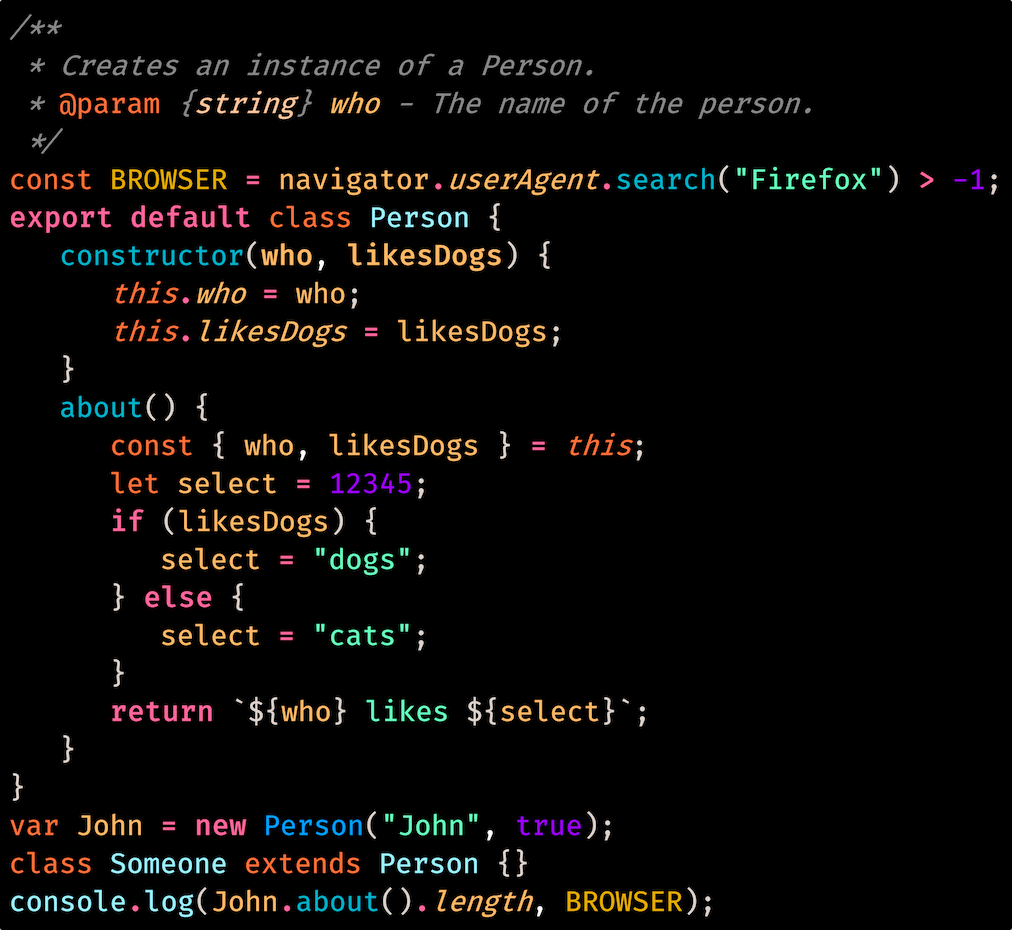 /**
 * Creates an instance of a Person.
 * @param {string} who – The name of the person.
 */
const BROWSER = navigator.userAgent.search("Firefox") > -1;
export default class Person {
   constructor(who, likesDogs) {
      this.who = who;
      this.likesDogs = likesDogs;
   }
   about() {
      const { who, likesDogs } = this;
      let select = 12345;
      if (likesDogs) {
         select = "dogs";
      } else {
         select = "cats";
      }
      return `${who} likes ${select}`;
   }
}
var John = new Person("John", true);
class Someone extends Person {}
console.log(John.about().length, BROWSER);